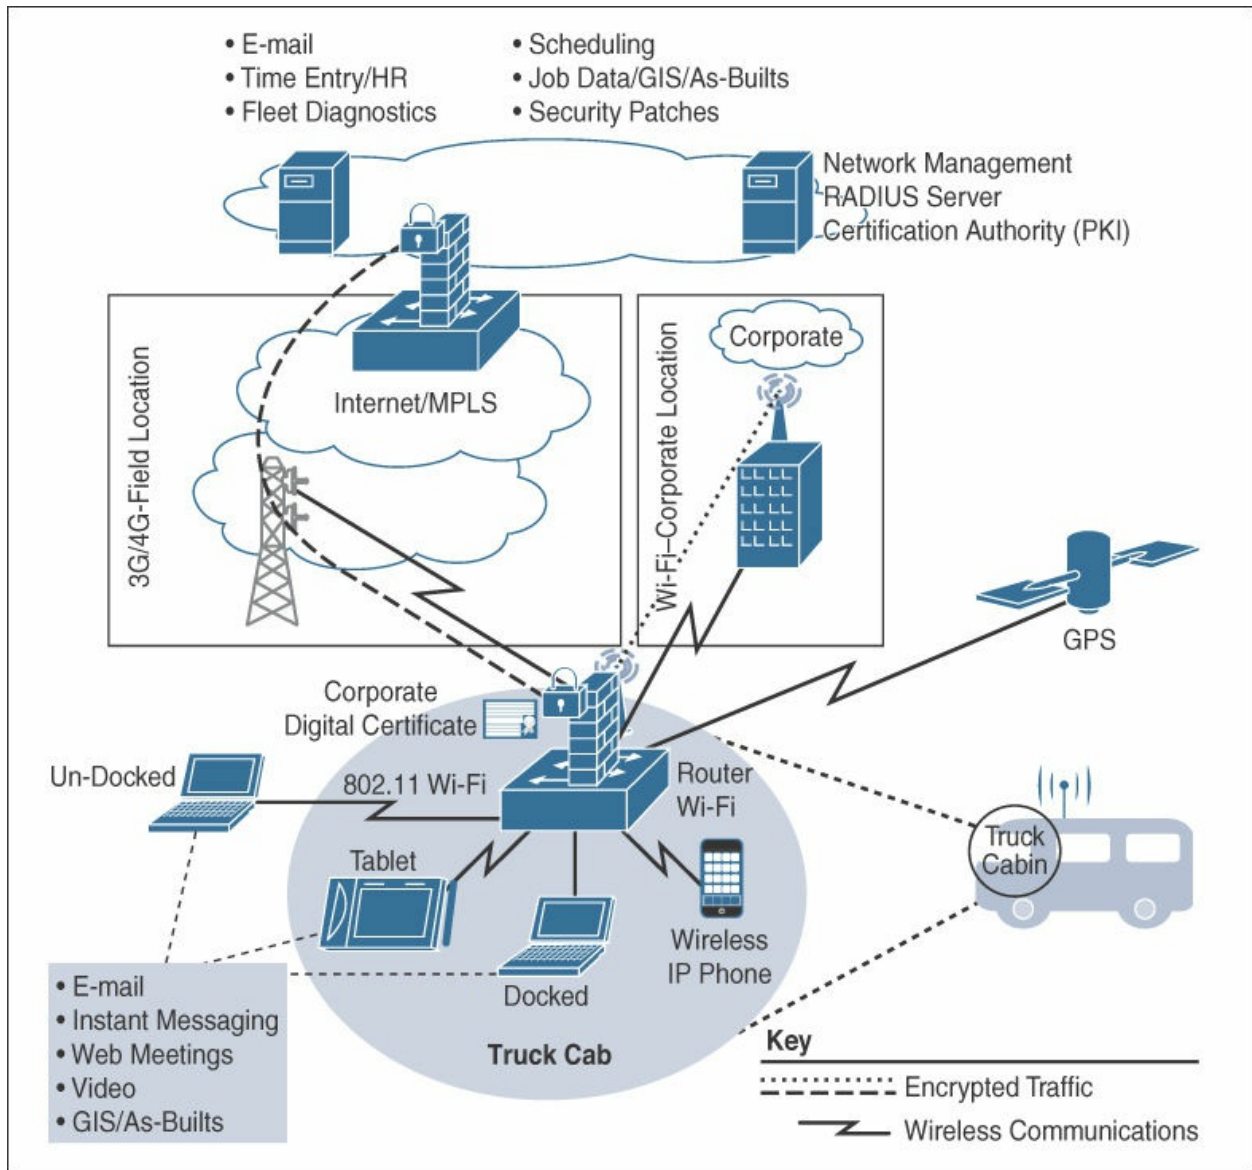 • E-mail
• Time Entry/HR
• Fleet Diagnostics
• Scheduling
• Job Data/GIS/As-Builts
• Security Patches
Network Management
RADIUS Server
Certification Authority (PKI)
3G/4G-Field Location
Internet/MPLS
Wi-Fi–Corporate Location
Corporate
GPS
Corporate
Digital Certificate
Un-Docked
802.11 Wi-Fi
Router
Wi-Fi
Truck
Cabin
Tablet
Docked
Wireless
IP Phone
Truck Cab
• E-mail
• Instant Messaging
• Web Meetings
• Video
• GIS/As-Builts
Key
Encrypted Traffic
Wireless Communications